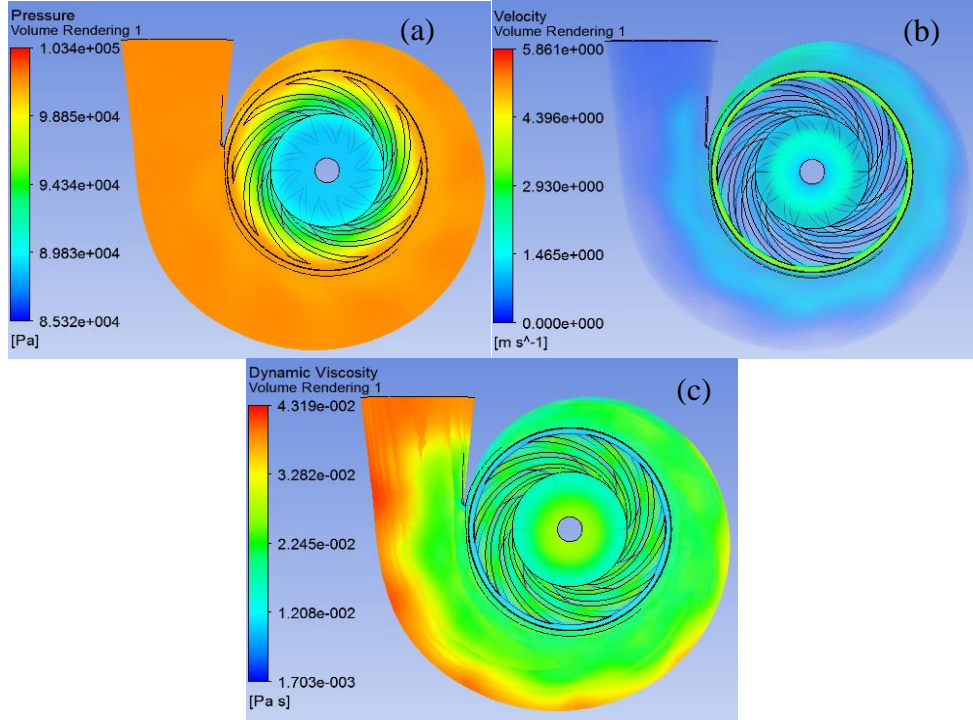 Pressure
Volume Rendering 1
(a)
1.034e+005
9.885e+004
9.434e+004
8.983e+004
8.532e+004
[Pa]
Velocity
Volume Rendering 1
(b)
5.861e+000
4.396e+000
2.930e+000
1.465e+000
0.000e+000
[m s^-1]
Dynamic Viscosity
Volume Rendering 1
(c)
4.319e-002
3.282e-002
2.245e-002
1.208e-002
1.703e-003
[Pa s]